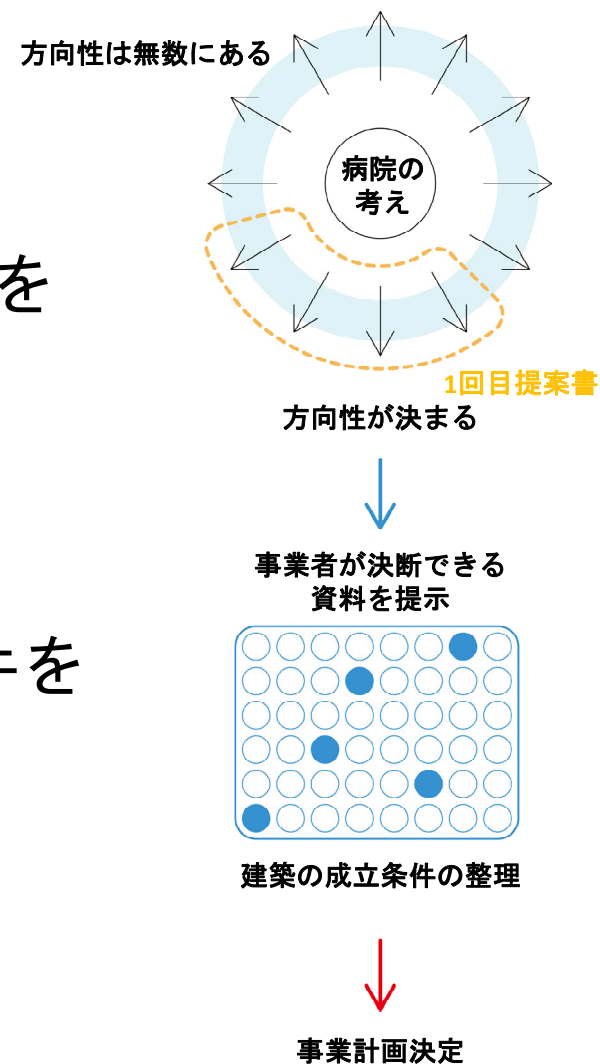 方向性は無数にある
病院の
考え
を
1回目提案書
方向性が決まる
事業者が決断できる
資料を提示
を
建築の成立条件の整理
事業計画決定